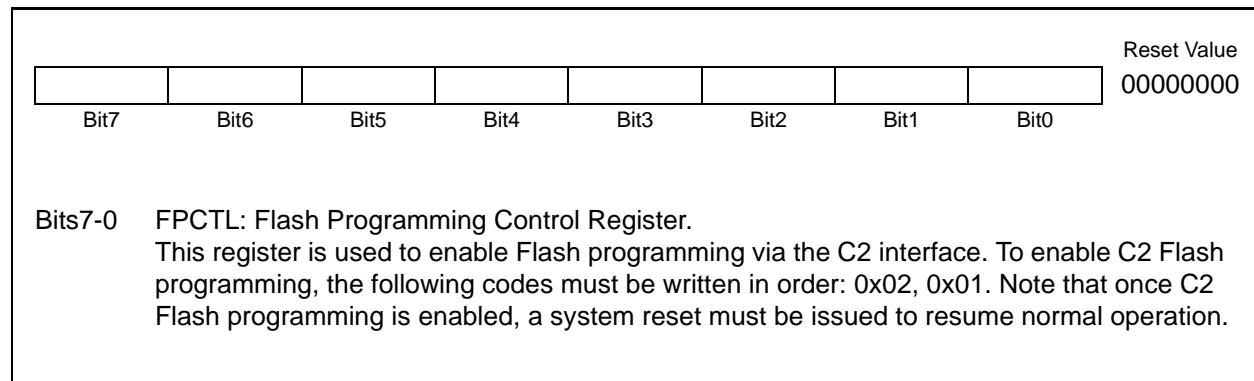 Reset Value
00000000
Bit7 Bit6 Bit5 Bit4 Bit3 Bit2 Bit1 Bit0
Bits7-0 FPCTL: Flash Programming Control Register.
This register is used to enable Flash programming via the C2 interface. To enable C2 Flash
programming, the following codes must be written in order: 0x02, 0x01. Note that once C2
Flash programming is enabled, a system reset must be issued to resume normal operation.